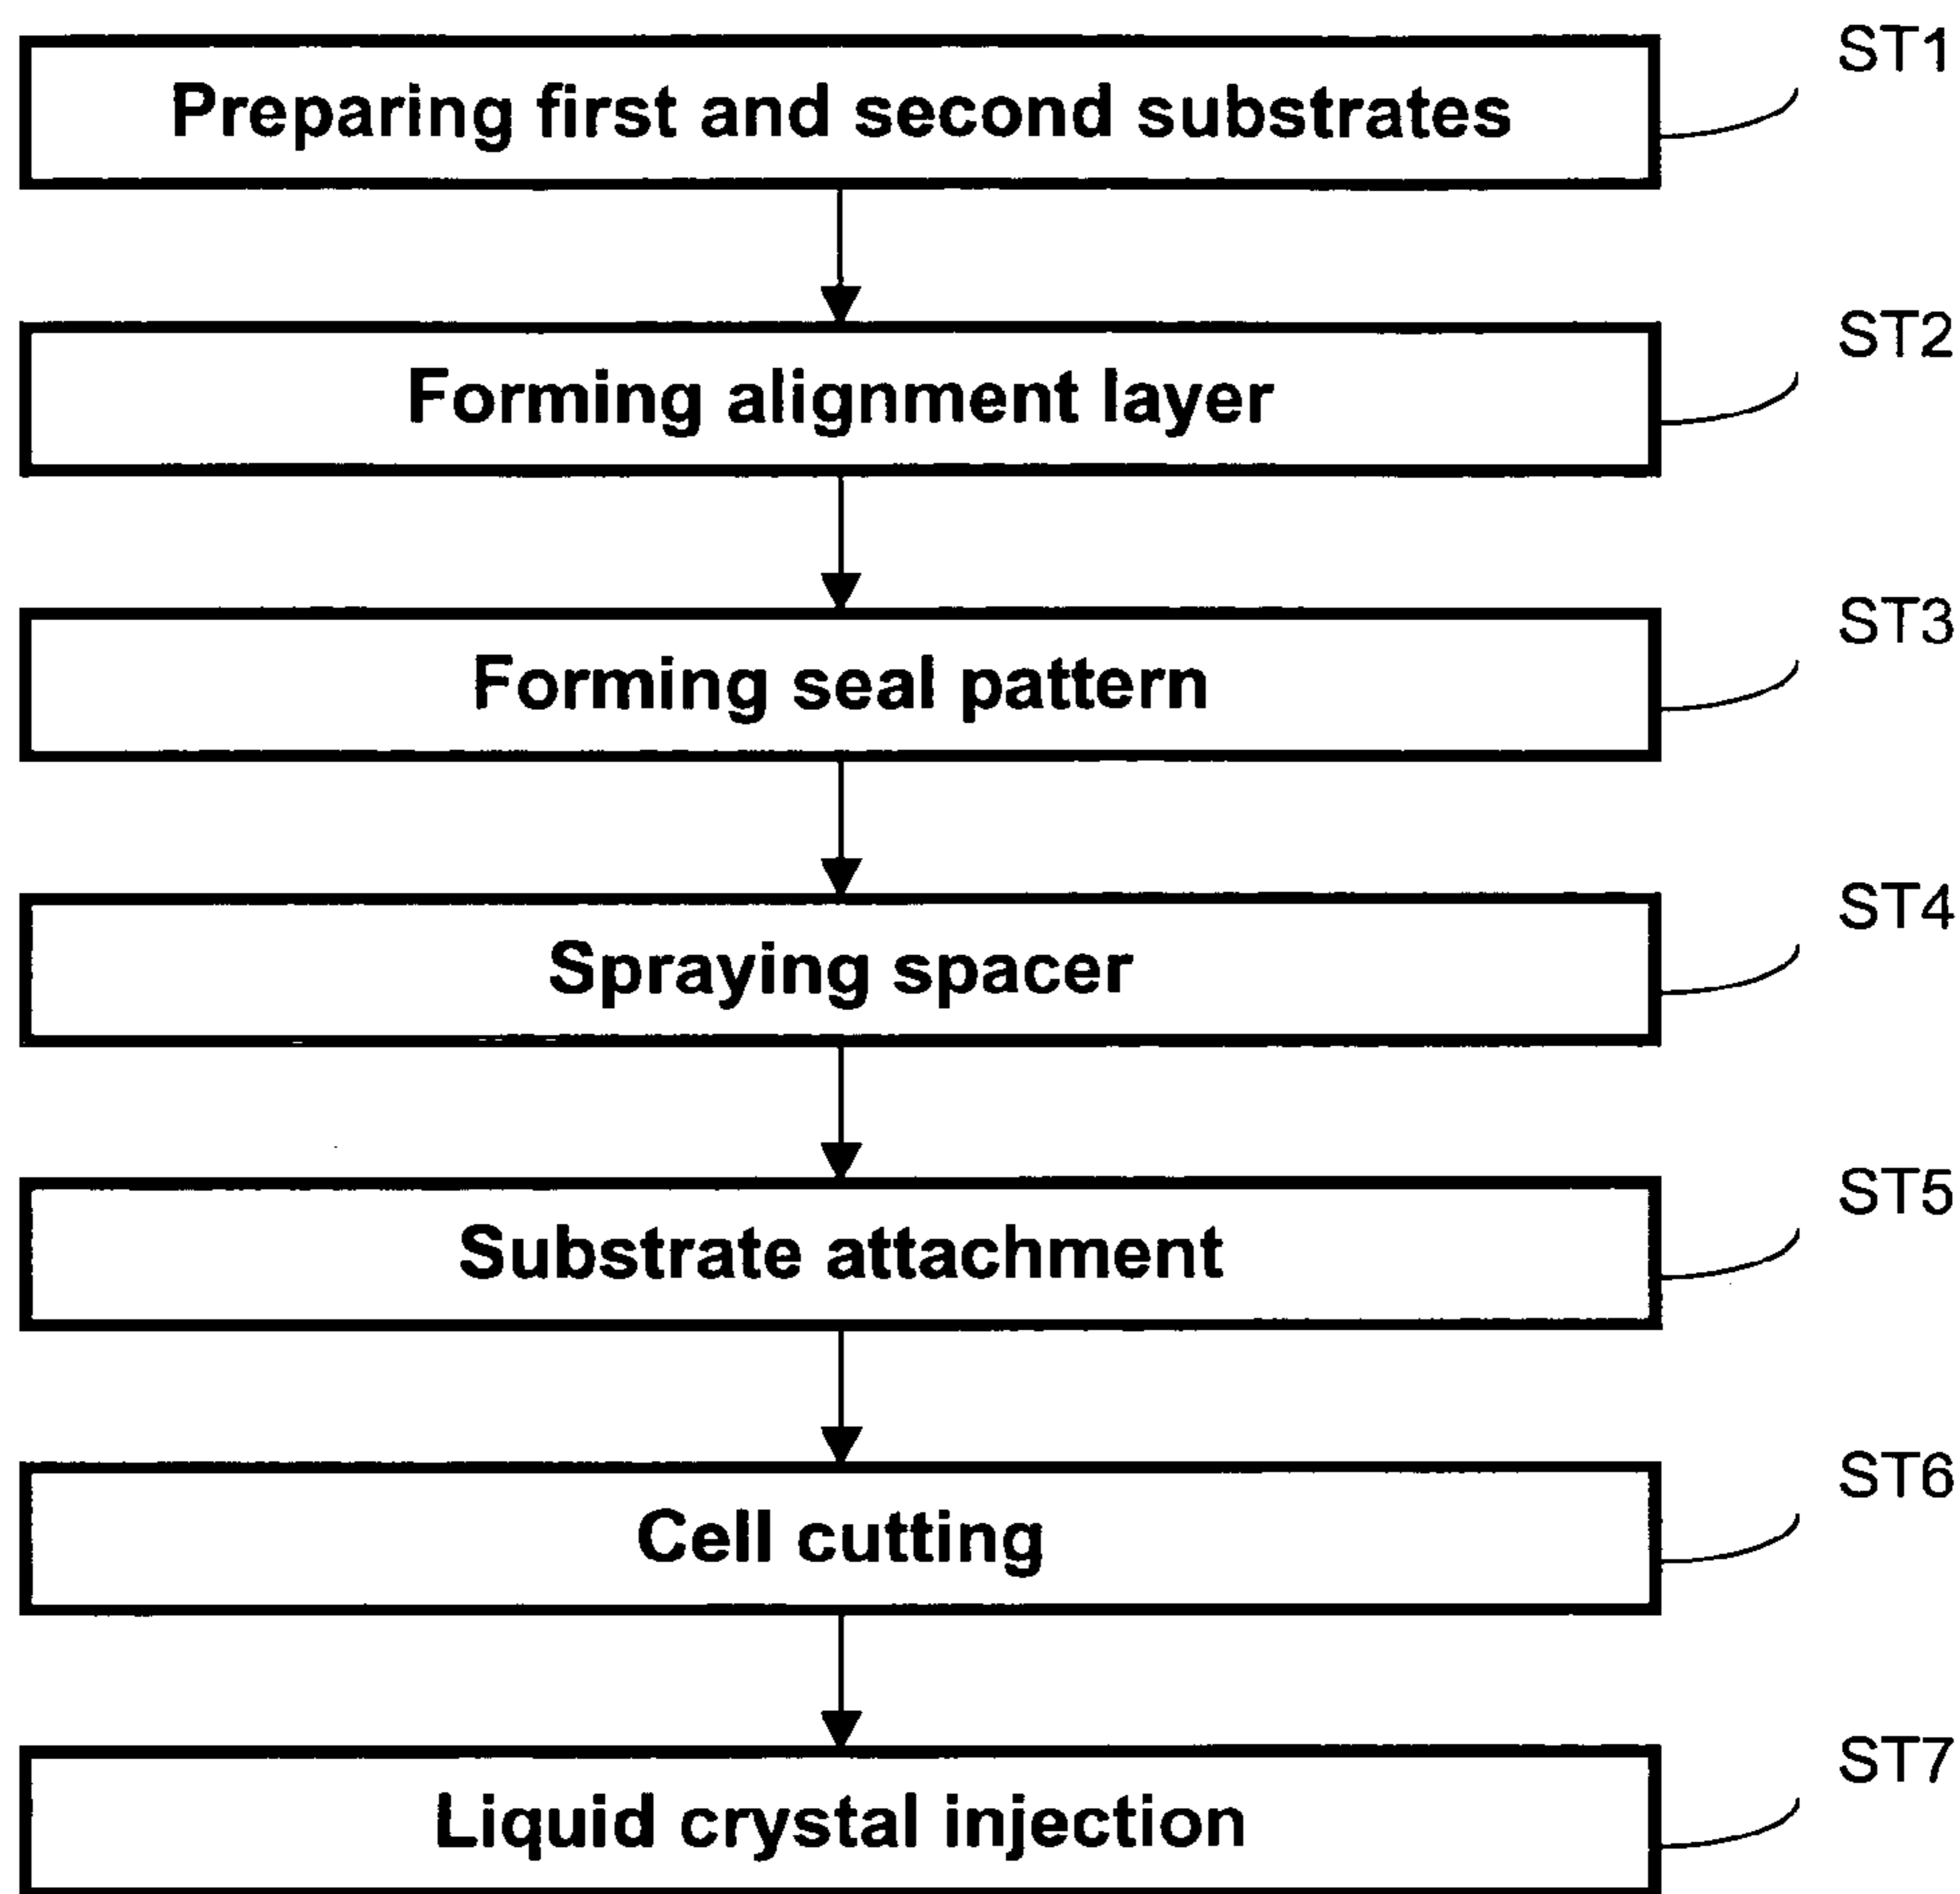 ST1
Preparing first and second substrates
ST2
Forming alignment layer
ST3
Forming seal pattern
ST4
Spraying spacer
ST5
Substrate attachment
ST6
Cell cutting
ST7
Liquid crystal injection